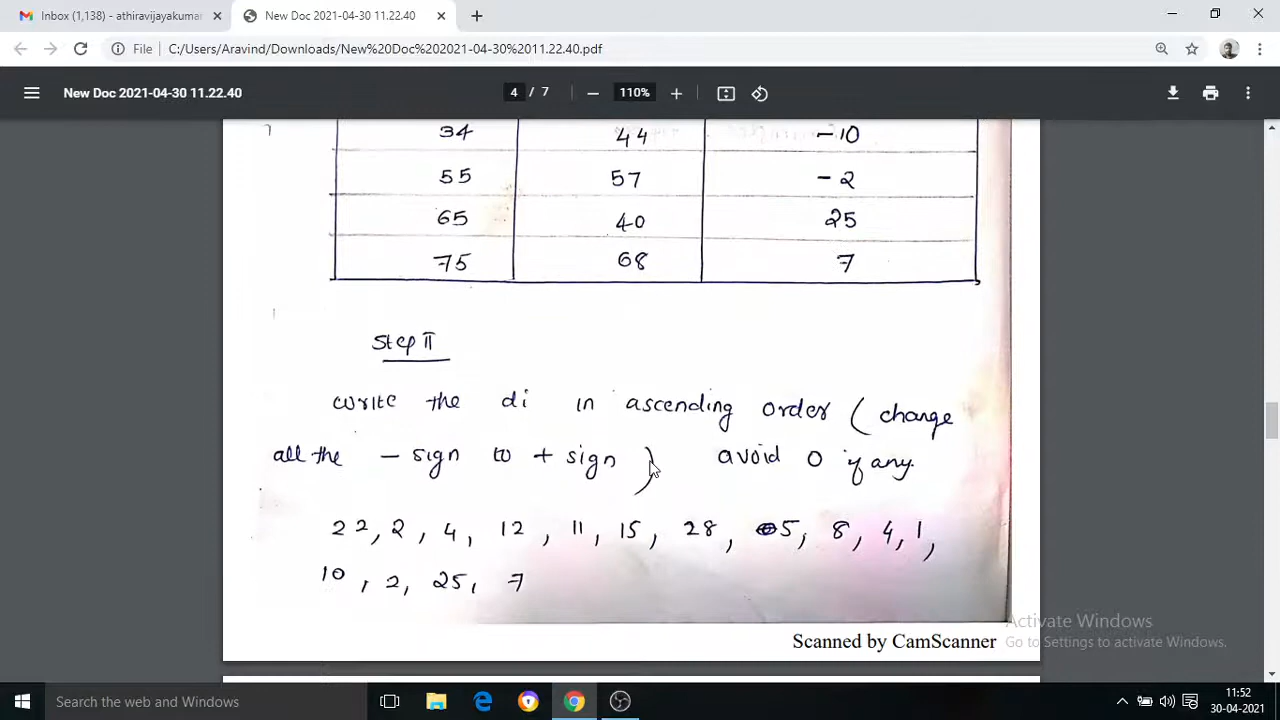 Inbox (1,138) - athiravijayakumar
New Doc 2021-04-30 11.22.40
File C:/Users/Aravind/Downloads/New%20Doc%202021-04-30%2011.22.40.pdf
New Doc 2021-04-30 11.22.40 4 / 7 110%
34 44 -10
55 57 -2
65 40 25
75 68 7
Step II
Write the di in ascending order (change
all the - sign to + sign) avoid 0 if any.
22, 2, 4, 12, 11, 15, 28, 5, 8, 4, 1,
10, 2, 25, 7
Scanned by CamScanner
Activate Windows
Go to Settings to activate Windows.
Search the web and Windows
11:52
30-04-2021